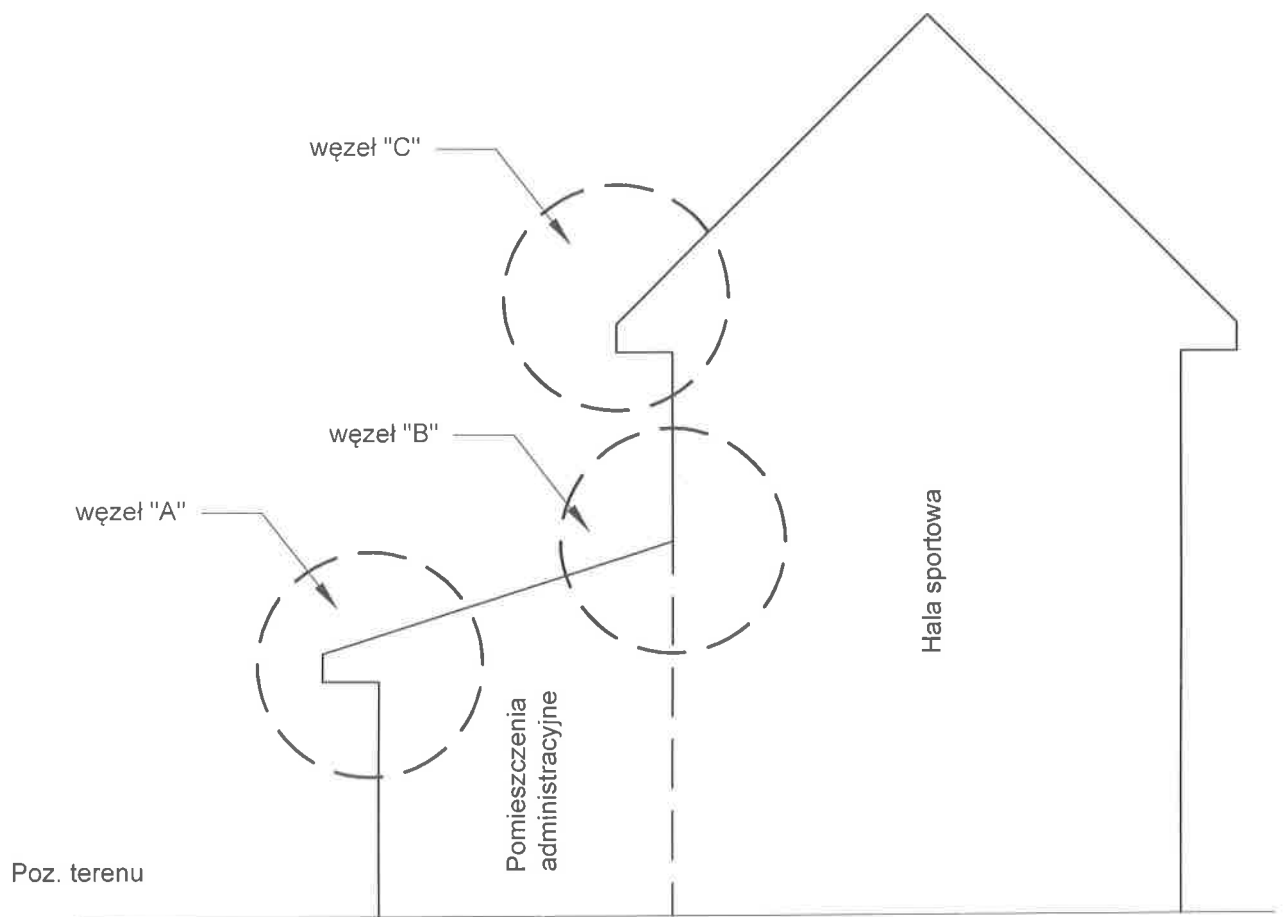 węzeł "C"
węzeł "B"
węzeł "A"
Hala sportowa
Pomieszczenia
administracyjne
Poz. terenu